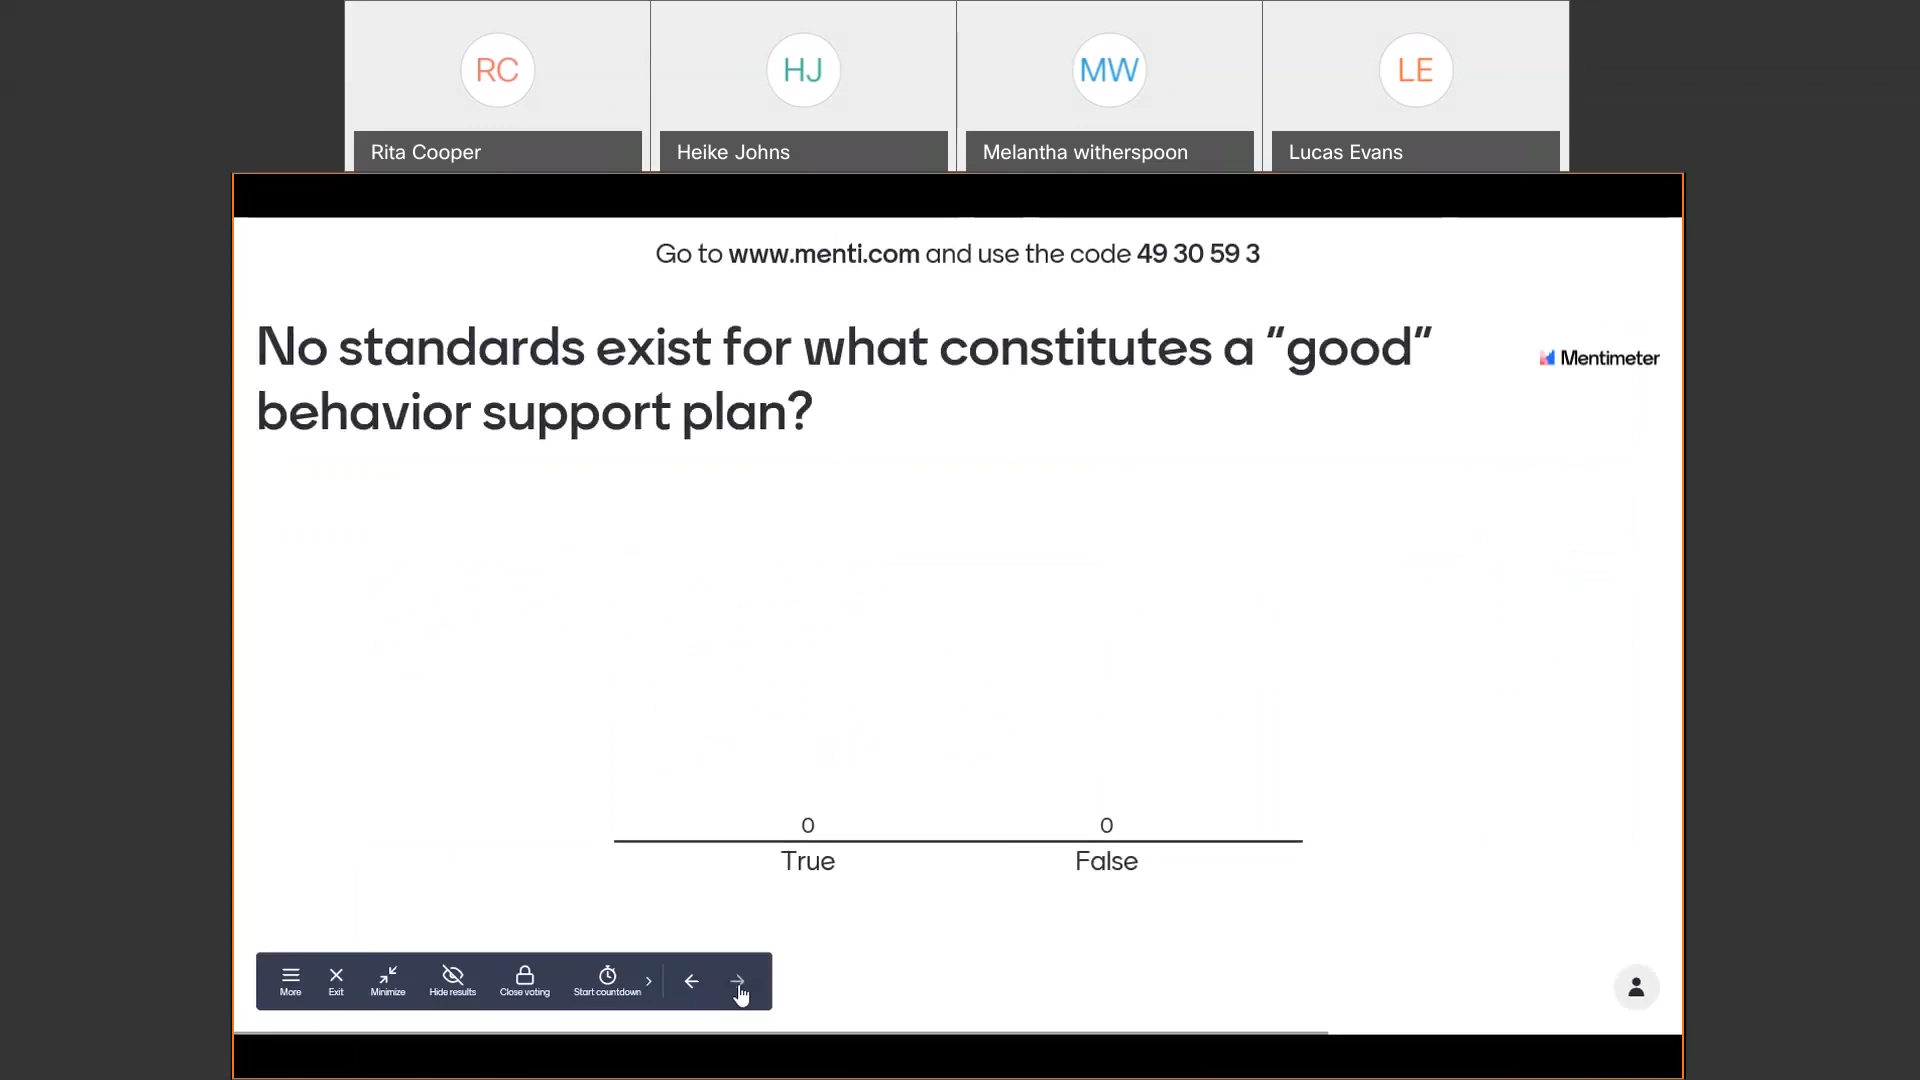 RC
HJ
MW
LE
Rita Cooper
Heike Johns
Melantha witherspoon
Lucas Evans
Go to www.menti.com and use the code 49 30 59 3
No standards exist for what constitutes a “good”
behavior support plan?
Mentimeter
0
0
True
False
More
Exit
Minimize
Hide results
Close voting
Start countdown